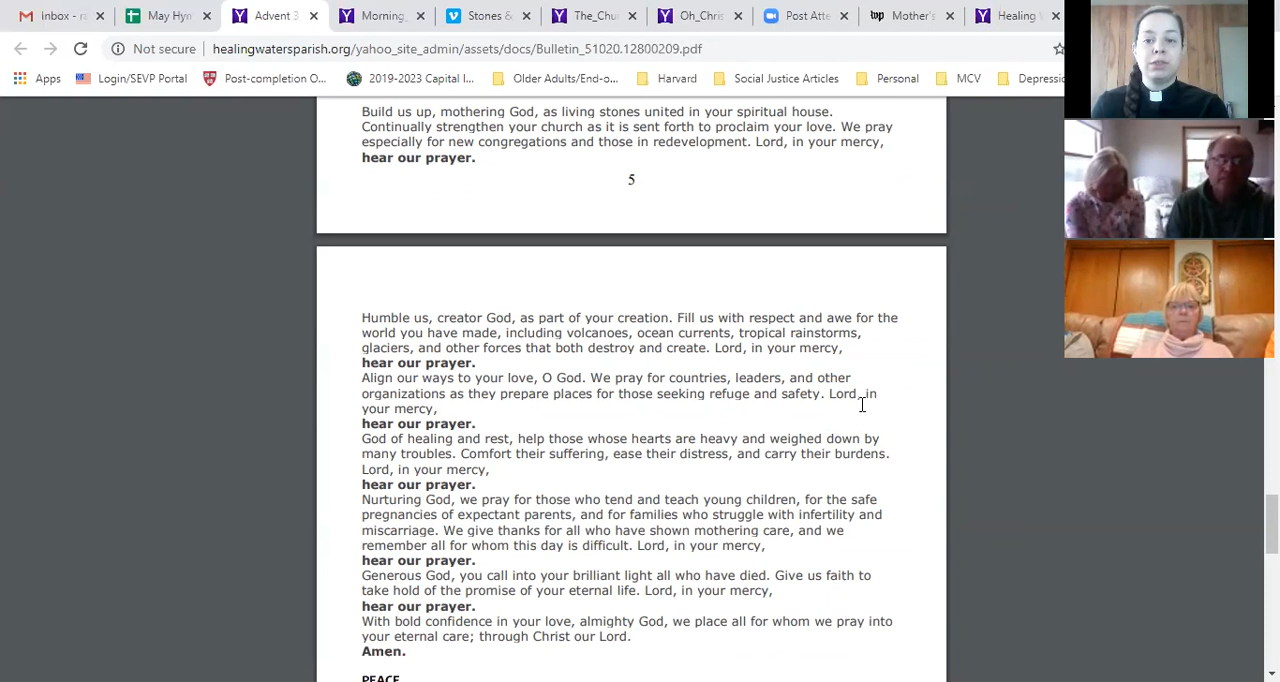 inbox - ra
May Hym
Advent 3
Morning
Stones &
The_Chu
Oh_Chris
Post Atte
Mother's
Healing W
Not secure
healingwatersparish.org/yahoo_site_admin/assets/docs/Bulletin_51020.12800209.pdf
Apps
Login/SEVP Portal
Post-completion O...
2019-2023 Capital I...
Older Adults/End-o...
Harvard
Social Justice Articles
Personal
MCV
Depressio
Build us up, mothering God, as living stones united in your spiritual house.
Continually strengthen your church as it is sent forth to proclaim your love. We pray
especially for new congregations and those in redevelopment. Lord, in your mercy,
hear our prayer.
5
Humble us, creator God, as part of your creation. Fill us with respect and awe for the
world you have made, including volcanoes, ocean currents, tropical rainstorms,
glaciers, and other forces that both destroy and create. Lord, in your mercy,
hear our prayer.
Align our ways to your love, O God. We pray for countries, leaders, and other
organizations as they prepare places for those seeking refuge and safety. Lord, in
your mercy,
hear our prayer.
God of healing and rest, help those whose hearts are heavy and weighed down by
many troubles. Comfort their suffering, ease their distress, and carry their burdens.
Lord, in your mercy,
hear our prayer.
Nurturing God, we pray for those who tend and teach young children, for the safe
pregnancies of expectant parents, and for families who struggle with infertility and
miscarriage. We give thanks for all who have shown mothering care, and we
remember all for whom this day is difficult. Lord, in your mercy,
hear our prayer.
Generous God, you call into your brilliant light all who have died. Give us faith to
take hold of the promise of your eternal life. Lord, in your mercy,
hear our prayer.
With bold confidence in your love, almighty God, we place all for whom we pray into
your eternal care; through Christ our Lord.
Amen.
PEACE